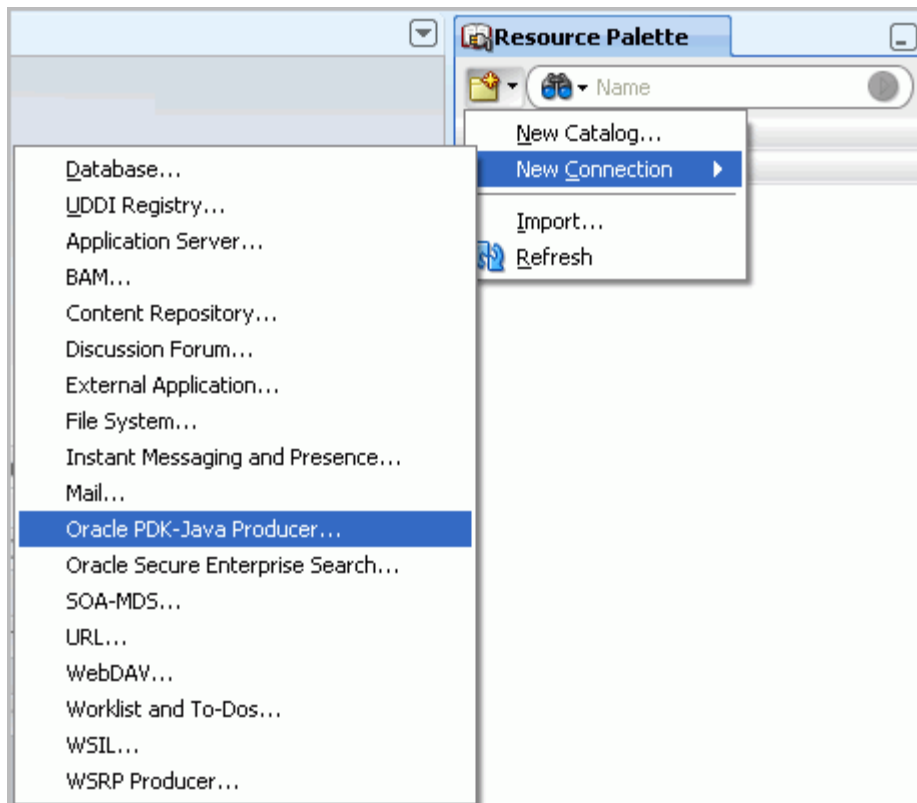 Resource Palette
Name
New Catalog...
New Connection
Import...
Refresh
Database...
UDDI Registry...
Application Server...
BAM...
Content Repository...
Discussion Forum...
External Application...
File System...
Instant Messaging and Presence...
Mail...
Oracle PDK-Java Producer...
Oracle Secure Enterprise Search...
SOA-MDS...
URL...
WebDAV...
Worklist and To-Dos...
WSIL...
WSRP Producer...